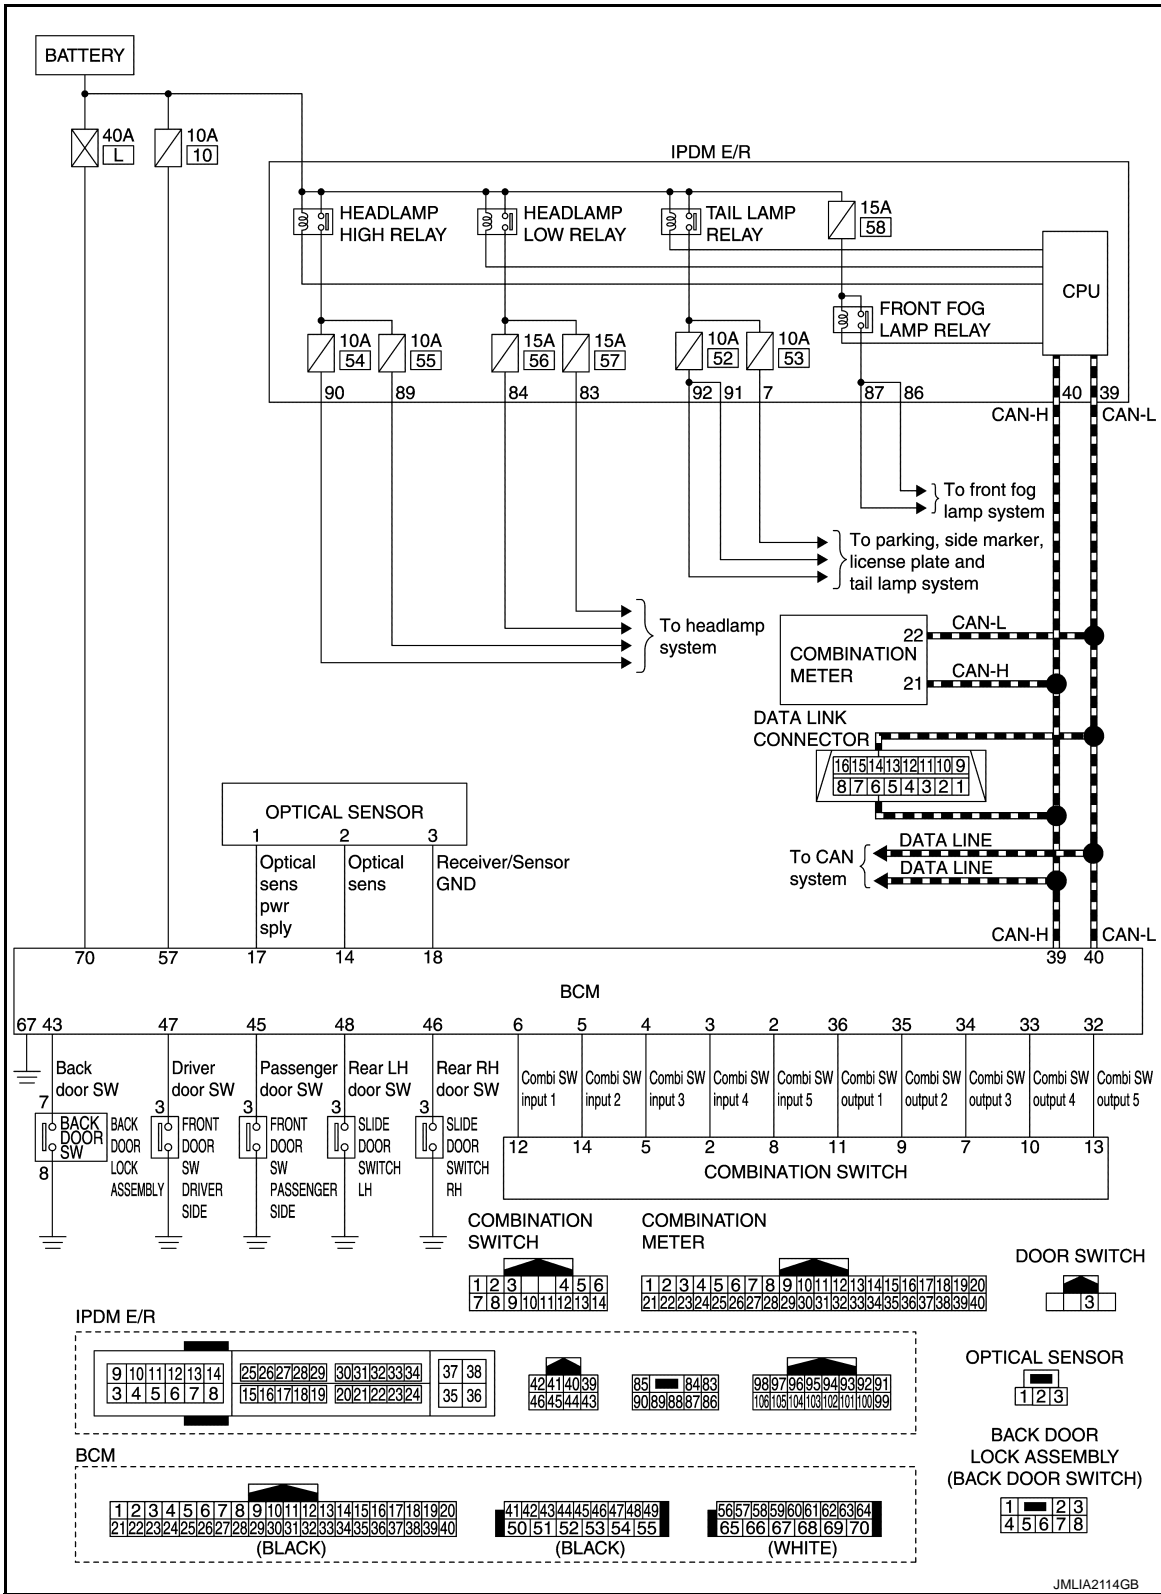 BATTERY
40A
L
10A
10
IPDM E/R
HEADLAMP
HIGH RELAY
HEADLAMP
LOW RELAY
TAIL LAMP
RELAY
15A
58
CPU
FRONT FOG
LAMP RELAY
10A
54
10A
55
15A
56
15A
57
10A
52
10A
53
90 89 84 83 92 91 7 87 86 40 39
CAN-H CAN-L
To front fog
lamp system
To parking, side marker,
license plate and
tail lamp system
To headlamp
system
22 CAN-L
COMBINATION
METER
21 CAN-H
DATA LINK
CONNECTOR
16 15 14 13 12 11 10 9
8 7 6 5 4 3 2 1
OPTICAL SENSOR
1 2 3
Optical
sens
pwr
sply
Optical
sens
Receiver/Sensor
GND
To CAN
system
DATA LINE
DATA LINE
CAN-H CAN-L
70 57 17 14 18 39 40
BCM
67 43 47 45 48 46 6 5 4 3 2 36 35 34 33 32
Back
door SW
Driver
door SW
Passenger
door SW
Rear LH
door SW
Rear RH
door SW
Combi SW
input 1
Combi SW
input 2
Combi SW
input 3
Combi SW
input 4
Combi SW
input 5
Combi SW
output 1
Combi SW
output 2
Combi SW
output 3
Combi SW
output 4
Combi SW
output 5
7 3 3 3 3
BACK
DOOR
SW
8
BACK
DOOR
LOCK
ASSEMBLY
FRONT
DOOR
SW
DRIVER
SIDE
FRONT
DOOR
SW
PASSENGER
SIDE
SLIDE
DOOR
SWITCH
LH
SLIDE
DOOR
SWITCH
RH
12 14 5 2 8 11 9 7 10 13
COMBINATION SWITCH
COMBINATION
SWITCH
1 2 3 4 5 6
7 8 9 10 11 12 13 14
COMBINATION
METER
1 2 3 4 5 6 7 8 9 10 11 12 13 14 15 16 17 18 19 20
21 22 23 24 25 26 27 28 29 30 31 32 33 34 35 36 37 38 39 40
DOOR SWITCH
3
IPDM E/R
9 10 11 12 13 14
3 4 5 6 7 8
25 26 27 28 29 30 31 32 33 34
15 16 17 18 19 20 21 22 23 24
37 38
35 36
42 41 40 39
46 45 44 43
85 84 83
90 89 88 87 86
98 97 96 95 94 93 92 91
106 105 104 103 102 101 100 99
OPTICAL SENSOR
1 2 3
BCM
1 2 3 4 5 6 7 8 9 10 11 12 13 14 15 16 17 18 19 20
21 22 23 24 25 26 27 28 29 30 31 32 33 34 35 36 37 38 39 40
(BLACK)
41 42 43 44 45 46 47 48 49
50 51 52 53 54 55
(BLACK)
56 57 58 59 60 61 62 63 64
65 66 67 68 69 70
(WHITE)
BACK DOOR
LOCK ASSEMBLY
(BACK DOOR SWITCH)
1 2 3
4 5 6 7 8
JMLIA2114GB